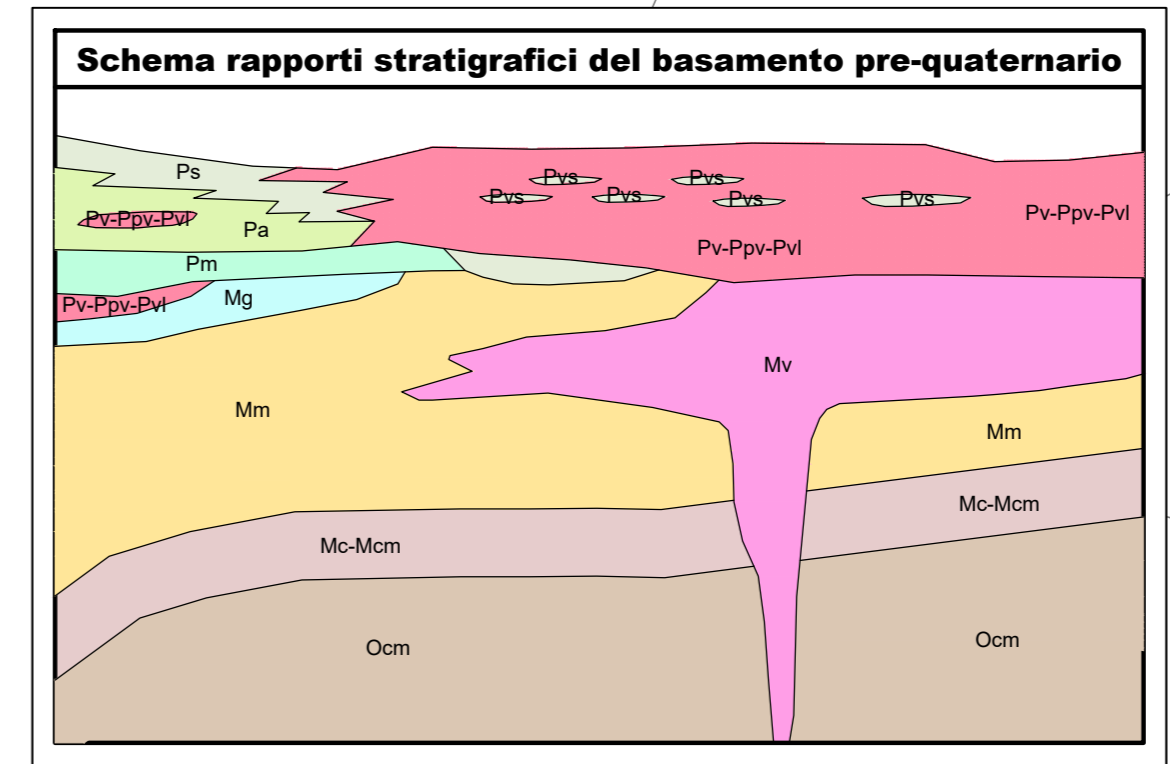 Schema rapporti stratigrafici del basamento pre-quaternario
Ps
Pvs
Pvs
Pvs
Pvs
Pvs
Pvs
Pv-Ppv-Pvl
Pa
Pv-Ppv-Pvl
Pv-Ppv-Pvl
Pm
Pv-Ppv-Pvl
Mg
Mv
Mm
Mm
Mc-Mcm
Mc-Mcm
Ocm
Ocm